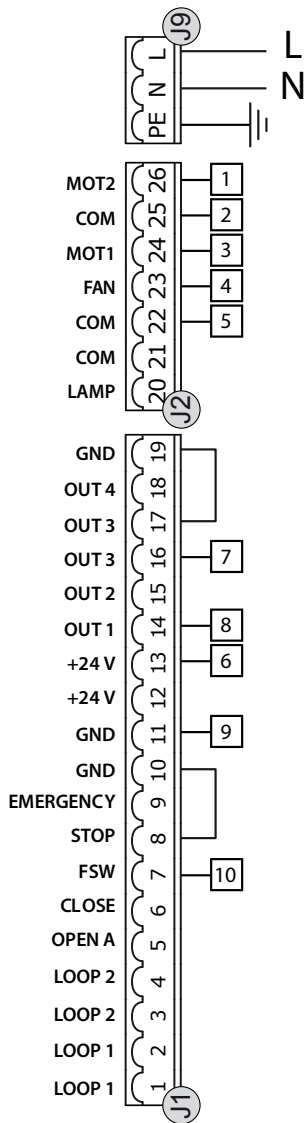 J9
L L
N N
PE
MOT2 26 1
COM 25 2
MOT1 24 3
FAN 23 4
COM 22 5
COM 21
LAMP 20
J2
GND 19
OUT 4 18
OUT 3 17
OUT 3 16 7
OUT 2 15
OUT 1 14 8
+24 V 13 6
+24 V 12
GND 11 9
GND 10
EMERGENCY 9
STOP 8
FSW 7 10
CLOSE 6
OPEN A 5
LOOP 2 4
LOOP 2 3
LOOP 1 2
LOOP 1 1
J1